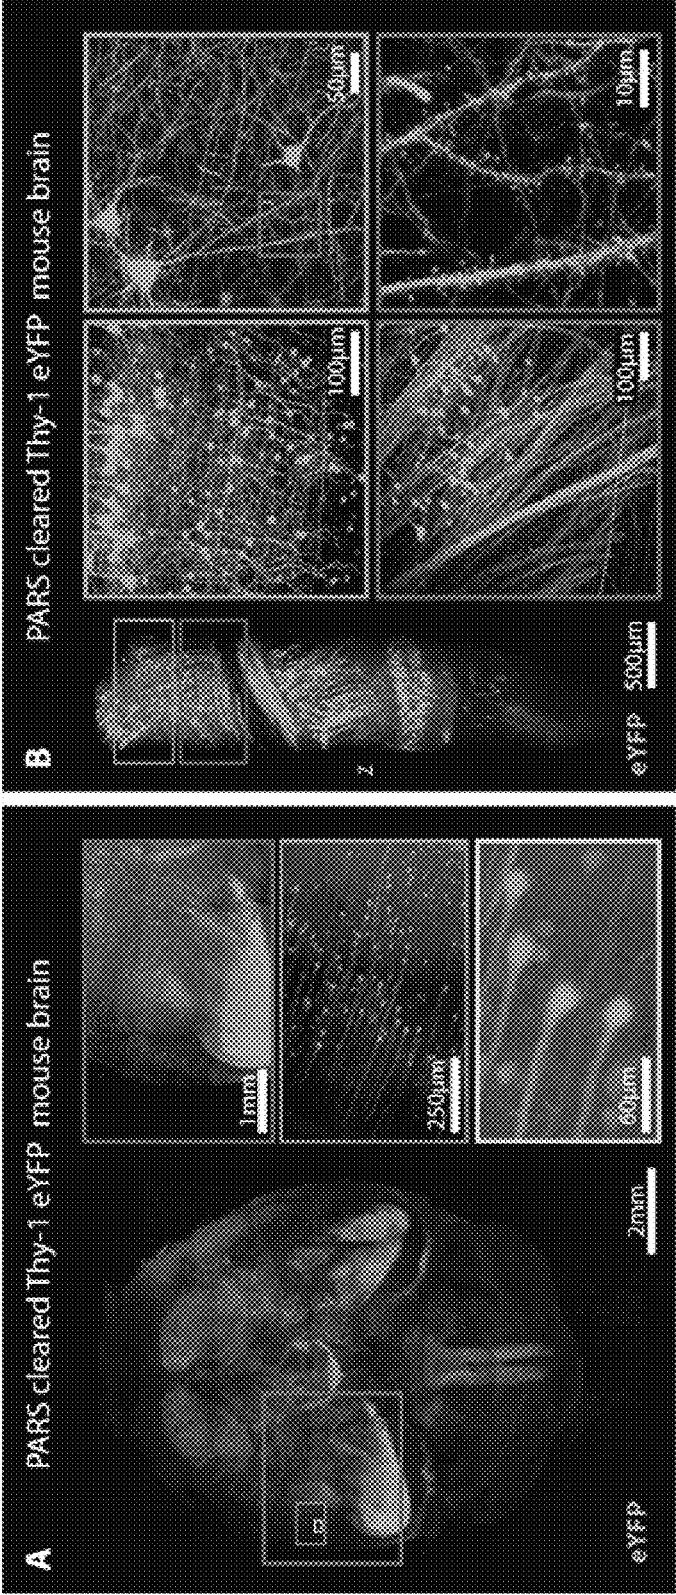 A PARS cleared Thy-1 eYFP mouse brain
1mm
250µm
60µm
eYFP 2mm
B PARS cleared Thy-1 eYFP mouse brain
100µm 50µm
z
100µm 10µm
eYFP 500µm